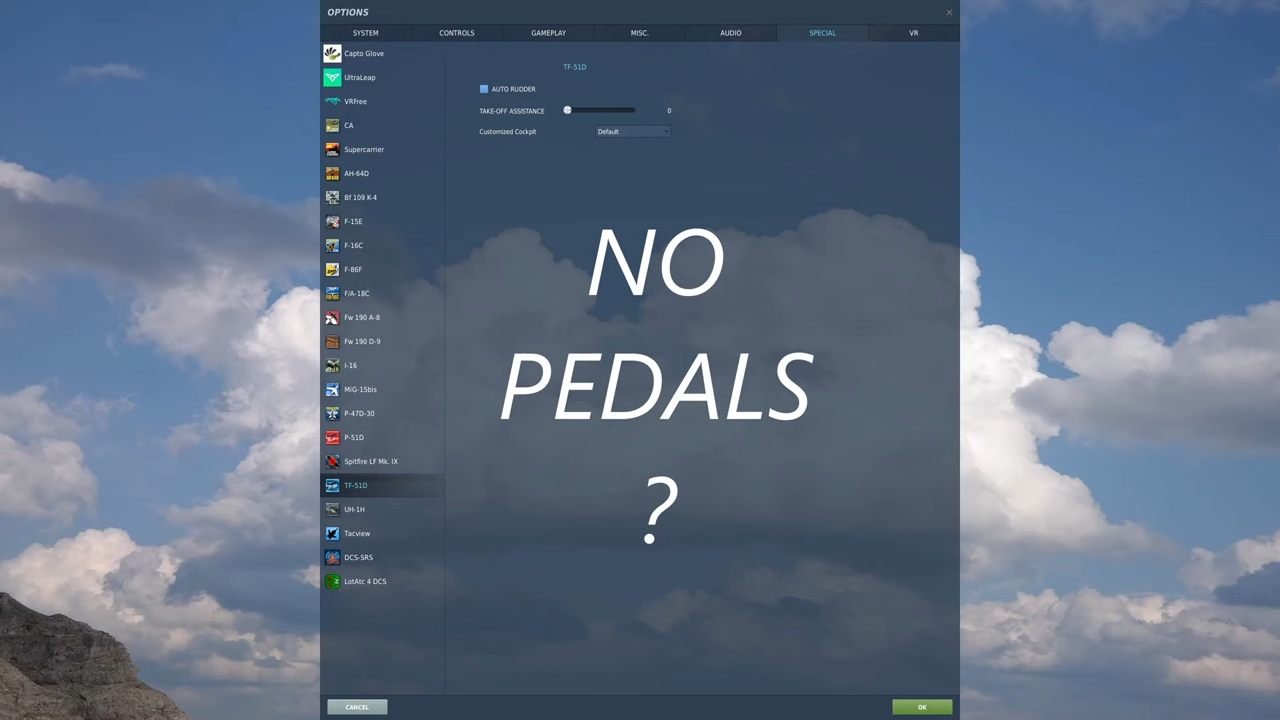 OPTIONS
SYSTEM
CONTROLS
GAMEPLAY
MISC.
AUDIO
SPECIAL
VR
Capto Glove
UltraLeap
VRFree
CA
Supercarrier
AH-64D
Bf 109 K-4
F-15E
F-16C
F-86F
F/A-18C
Fw 190 A-8
Fw 190 D-9
I-16
MiG-15bis
P-47D-30
P-51D
Spitfire LF Mk. IX
TF-51D
UH-1H
Tacview
DCS-SRS
LotAtc 4 DCS
TF-51D
AUTO RUDDER
TAKE-OFF ASSISTANCE 0
Customized Cockpit Default
NO
PEDALS
?
CANCEL
OK